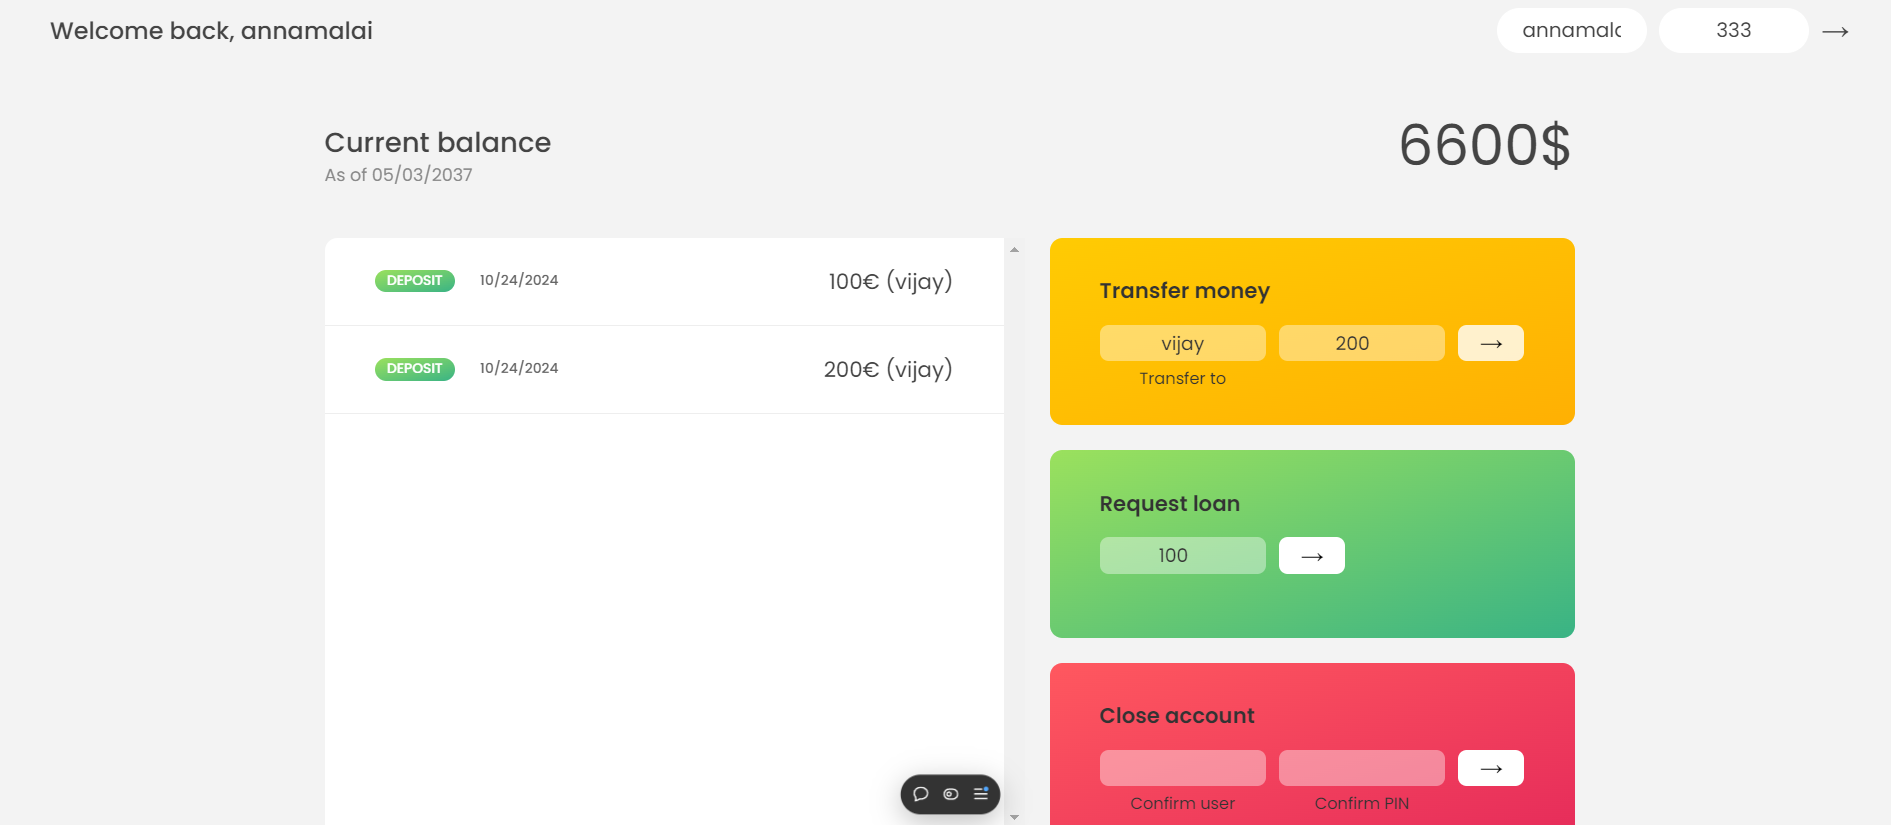 Welcome back, annamalai
annamalc
333
→
Current balance
As of 05/03/2037
6600$
DEPOSIT 10/24/2024 100€ (vijay)
DEPOSIT 10/24/2024 200€ (vijay)
Transfer money
vijay 200 →
Transfer to
Request loan
100 →
Close account
→
Confirm user Confirm PIN